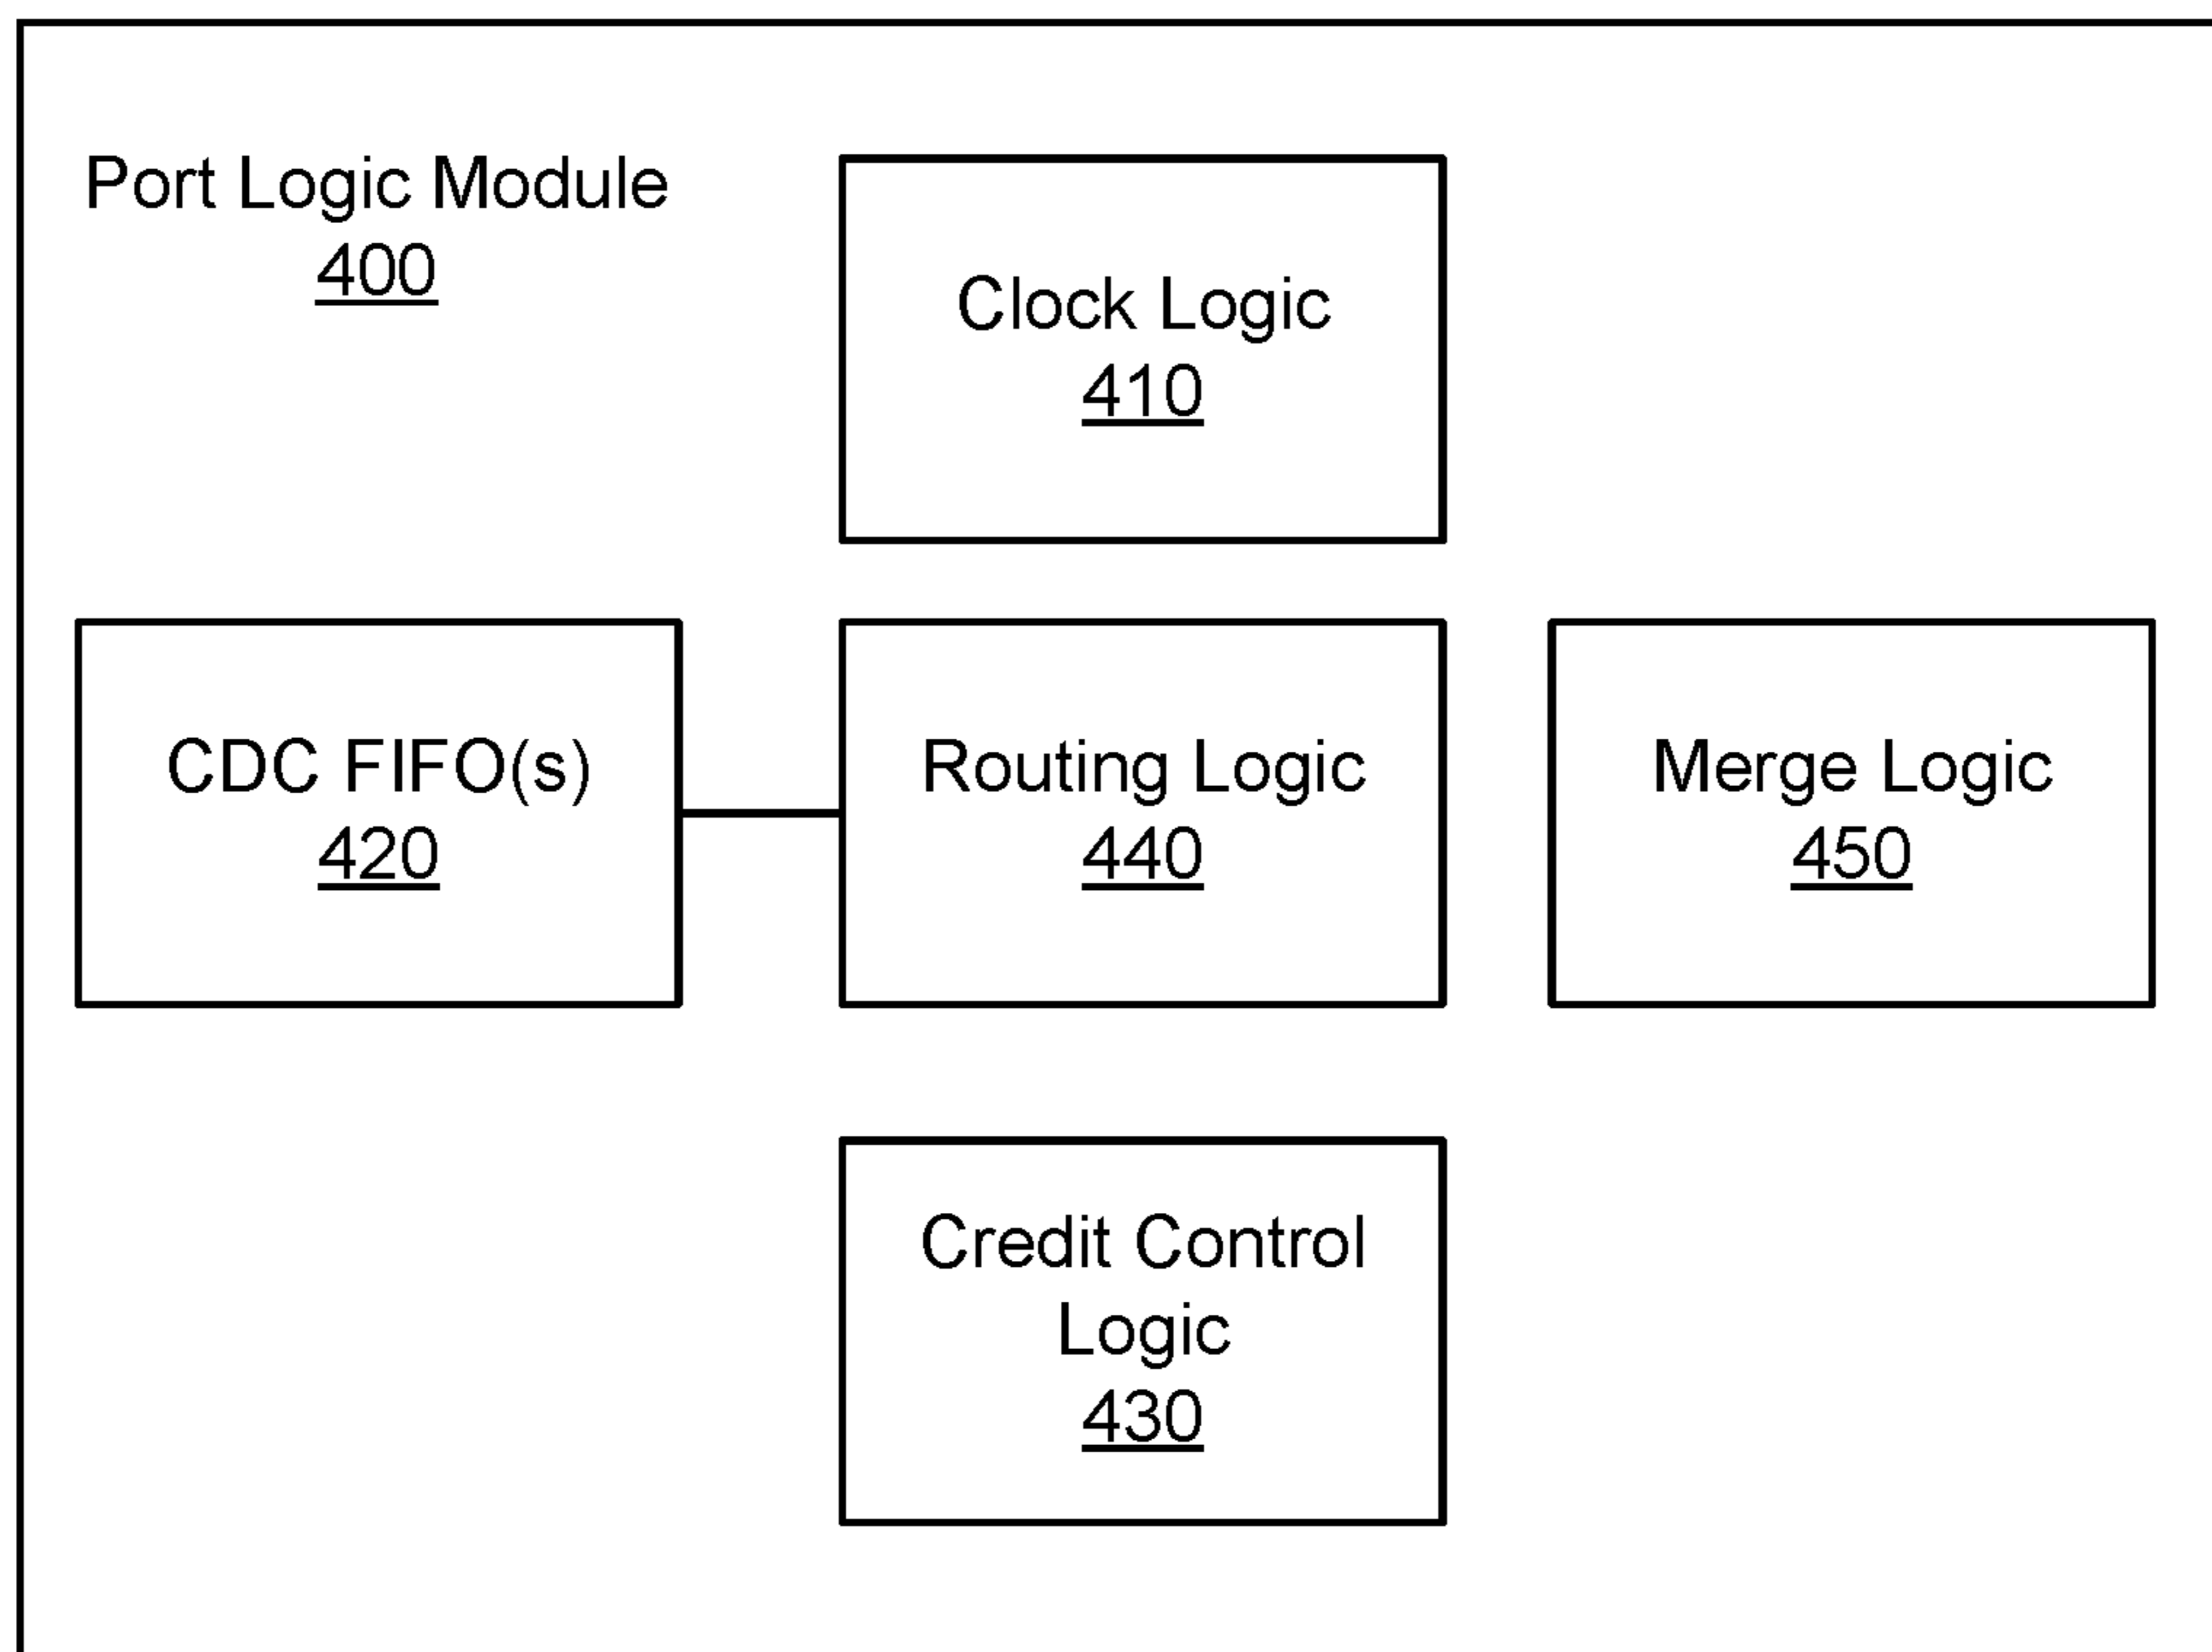 Port Logic Module
400
Clock Logic
410
CDC FIFO(s)
420
Routing Logic
440
Merge Logic
450
Credit Control
Logic
430